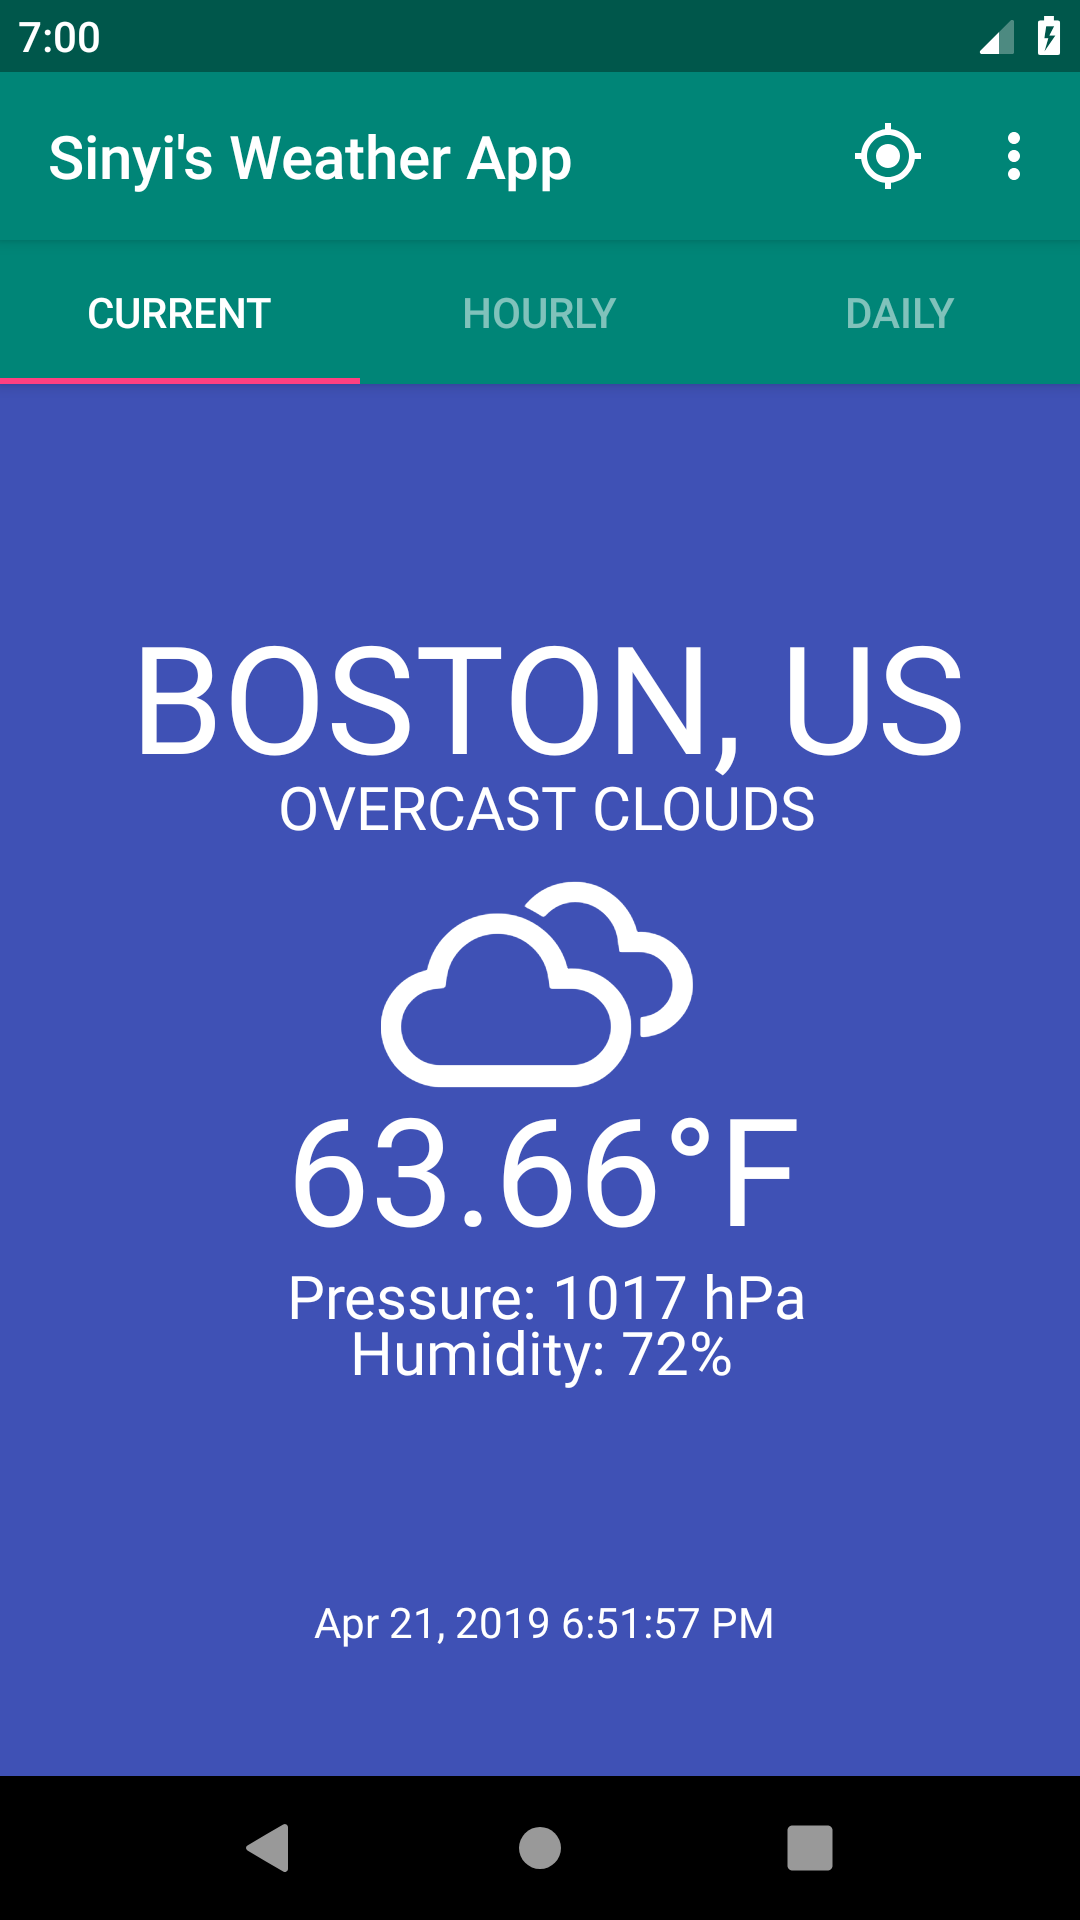 7:00
Sinyi's Weather App
CURRENT HOURLY DAILY
BOSTON, US
OVERCAST CLOUDS
63.66°F
Pressure: 1017 hPa
Humidity: 72%
Apr 21, 2019 6:51:57 PM